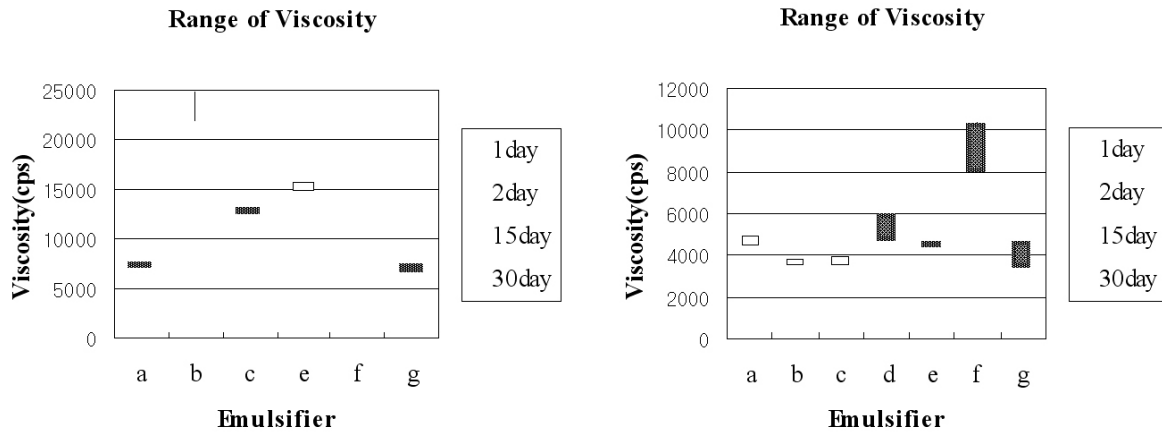 Range of Viscosity
Viscosity(cps)
25000
20000
15000
10000
5000
0
a b c e f g
Emulsifier
1day
2day
15day
30day
Range of Viscosity
Viscosity(cps)
12000
10000
8000
6000
4000
2000
0
a b c d e f g
Emulsifier
1day
2day
15day
30day